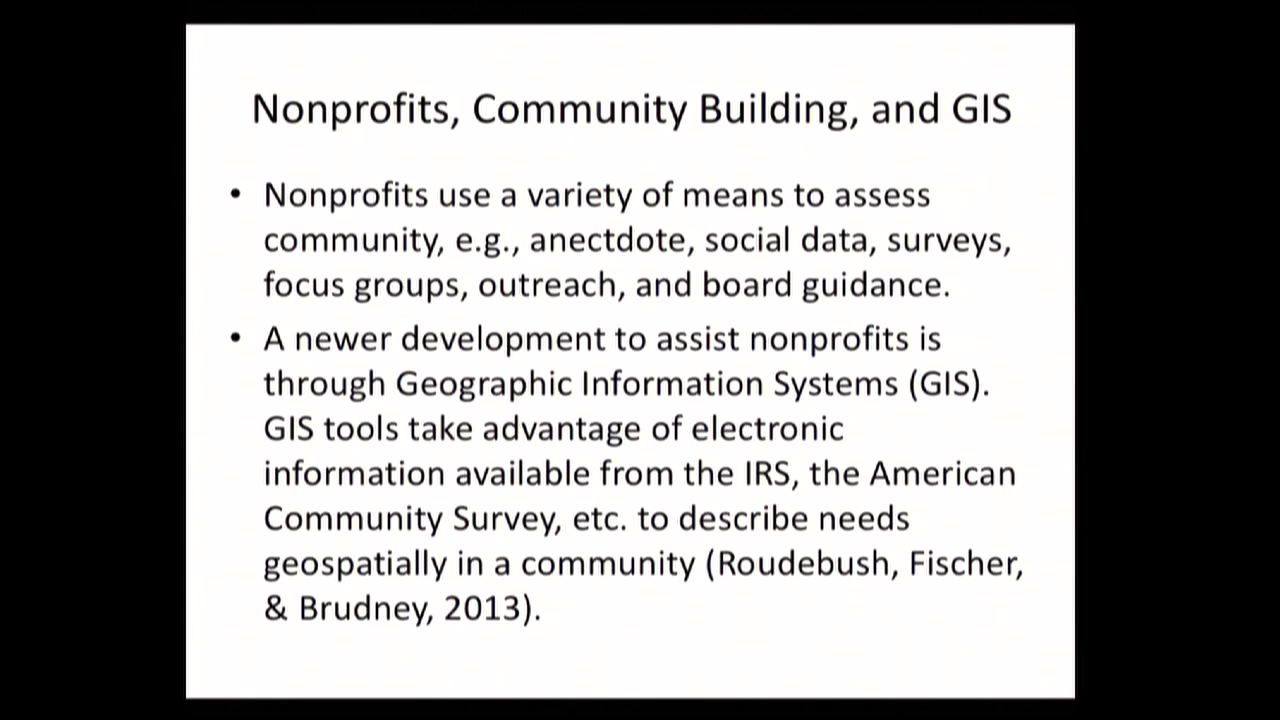 Nonprofits, Community Building, and GIS
• Nonprofits use a variety of means to assess
community, e.g., anectdote, social data, surveys,
focus groups, outreach, and board guidance.
• A newer development to assist nonprofits is
through Geographic Information Systems (GIS).
GIS tools take advantage of electronic
information available from the IRS, the American
Community Survey, etc. to describe needs
geospatially in a community (Roudebush, Fischer,
& Brudney, 2013).